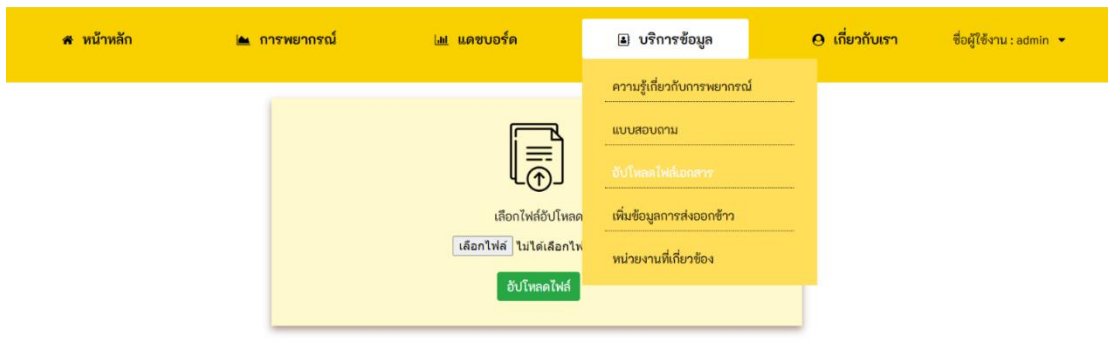 หน้าหลัก การพยากรณ์ แดชบอร์ด บริการข้อมูล เกี่ยวกับเรา ชื่อผู้ใช้งาน : admin
ความรู้เกี่ยวกับการพยากรณ์
แบบสอบถาม
อัปโหลดไฟล์เอกสาร
เลือกไฟล์อัปโหลด
เพิ่มข้อมูลการส่งออกข้าว
เลือกไฟล์ ไม่ได้เลือกไฟ
หน่วยงานที่เกี่ยวข้อง
อัปโหลดไฟล์